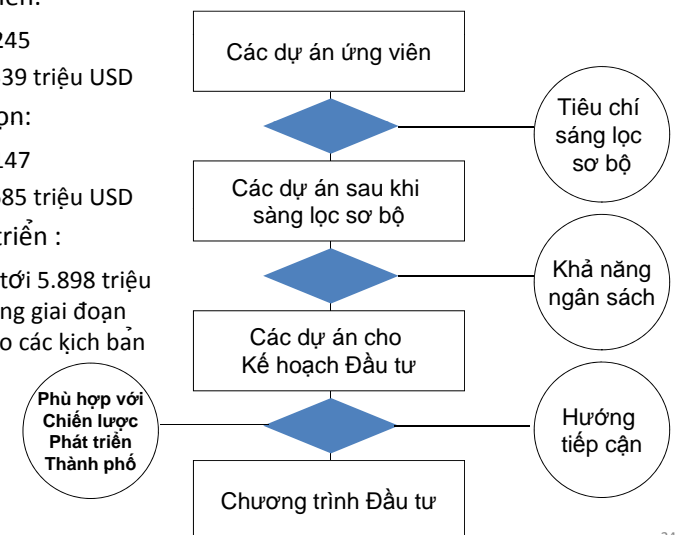 245
39 triệu USD
ọn:
147
685 triệu USD
triển :
tới 5.898 triệu
ng giai đoạn
o các kịch bản
Các dự án ứng viên
Tiêu chí
sáng lọc
sơ bộ
Các dự án sau khi
sàng lọc sơ bộ
Khả năng
ngân sách
Các dự án cho
Kế hoạch Đầu tư
Phù hợp với
Chiến lược
Phát triển
Thành phố
Hướng
tiếp cận
Chương trình Đầu tư